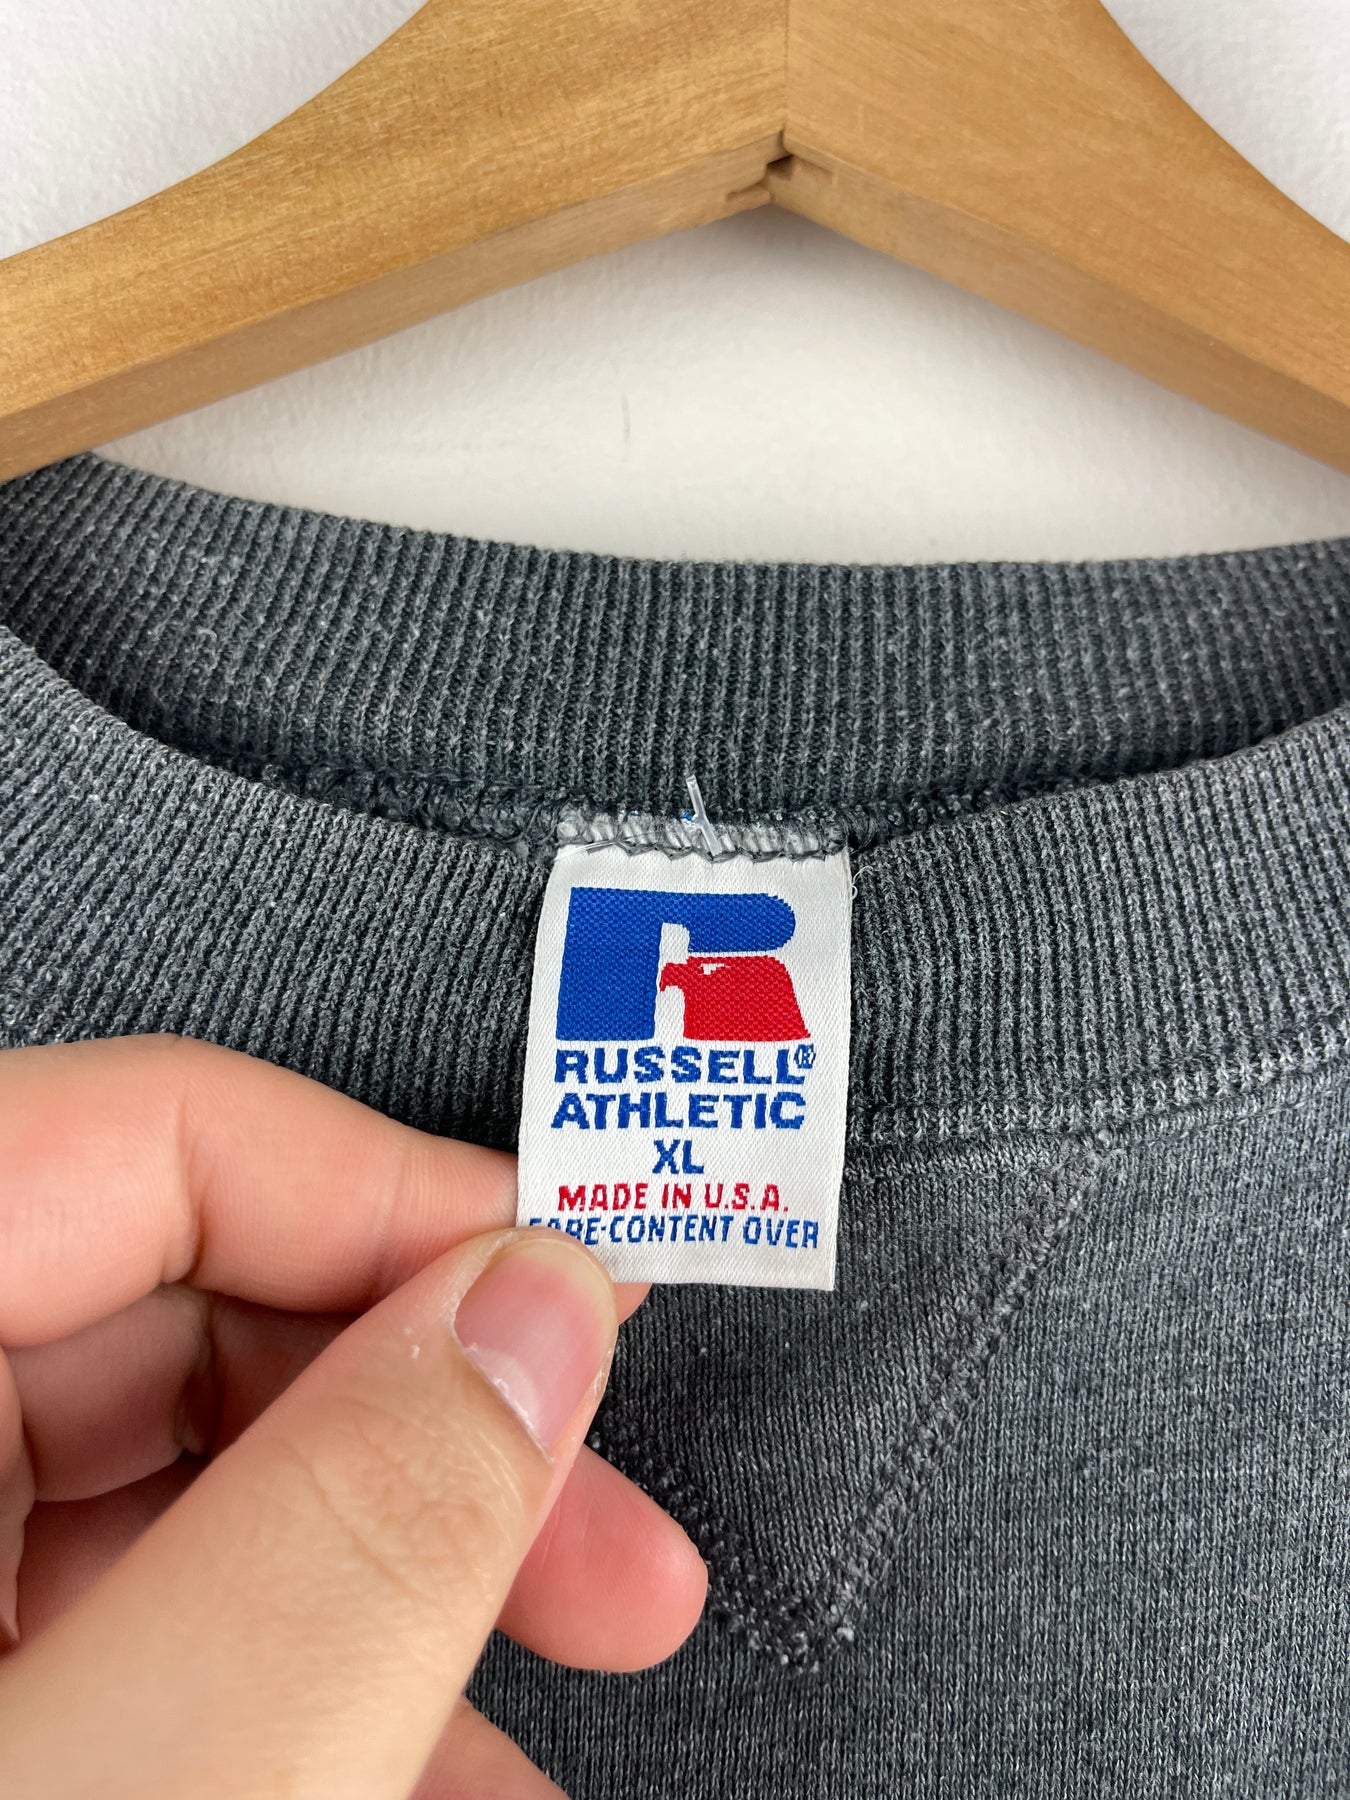 RUSSELL®
ATHLETIC
XL
MADE IN U.S.A.
CARE-CONTENT OVER